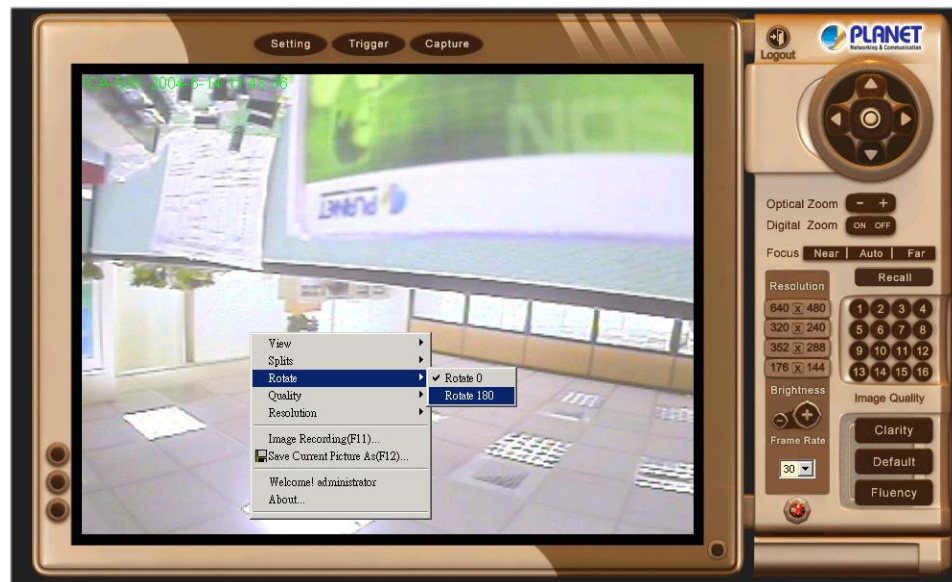 Setting Trigger Capture
Logout
PLANET
Networking & Communication
2004-6-14
PLANET
Optical Zoom - +
Digital Zoom ON OFF
Focus Near | Auto | Far
Resolution
640 x 480
320 x 240
352 x 288
176 x 144
Recall
1 2 3 4
5 6 7 8
9 10 11 12
13 14 15 16
Brightness
- +
Frame Rate
30
Image Quality
Clarity
Default
Fluency
View
Splits
Rotate
Quality
Resolution
Image Recording(F11)...
Save Current Picture As(F12)...
Welcome! administrator
About...
✔ Rotate 0
Rotate 180